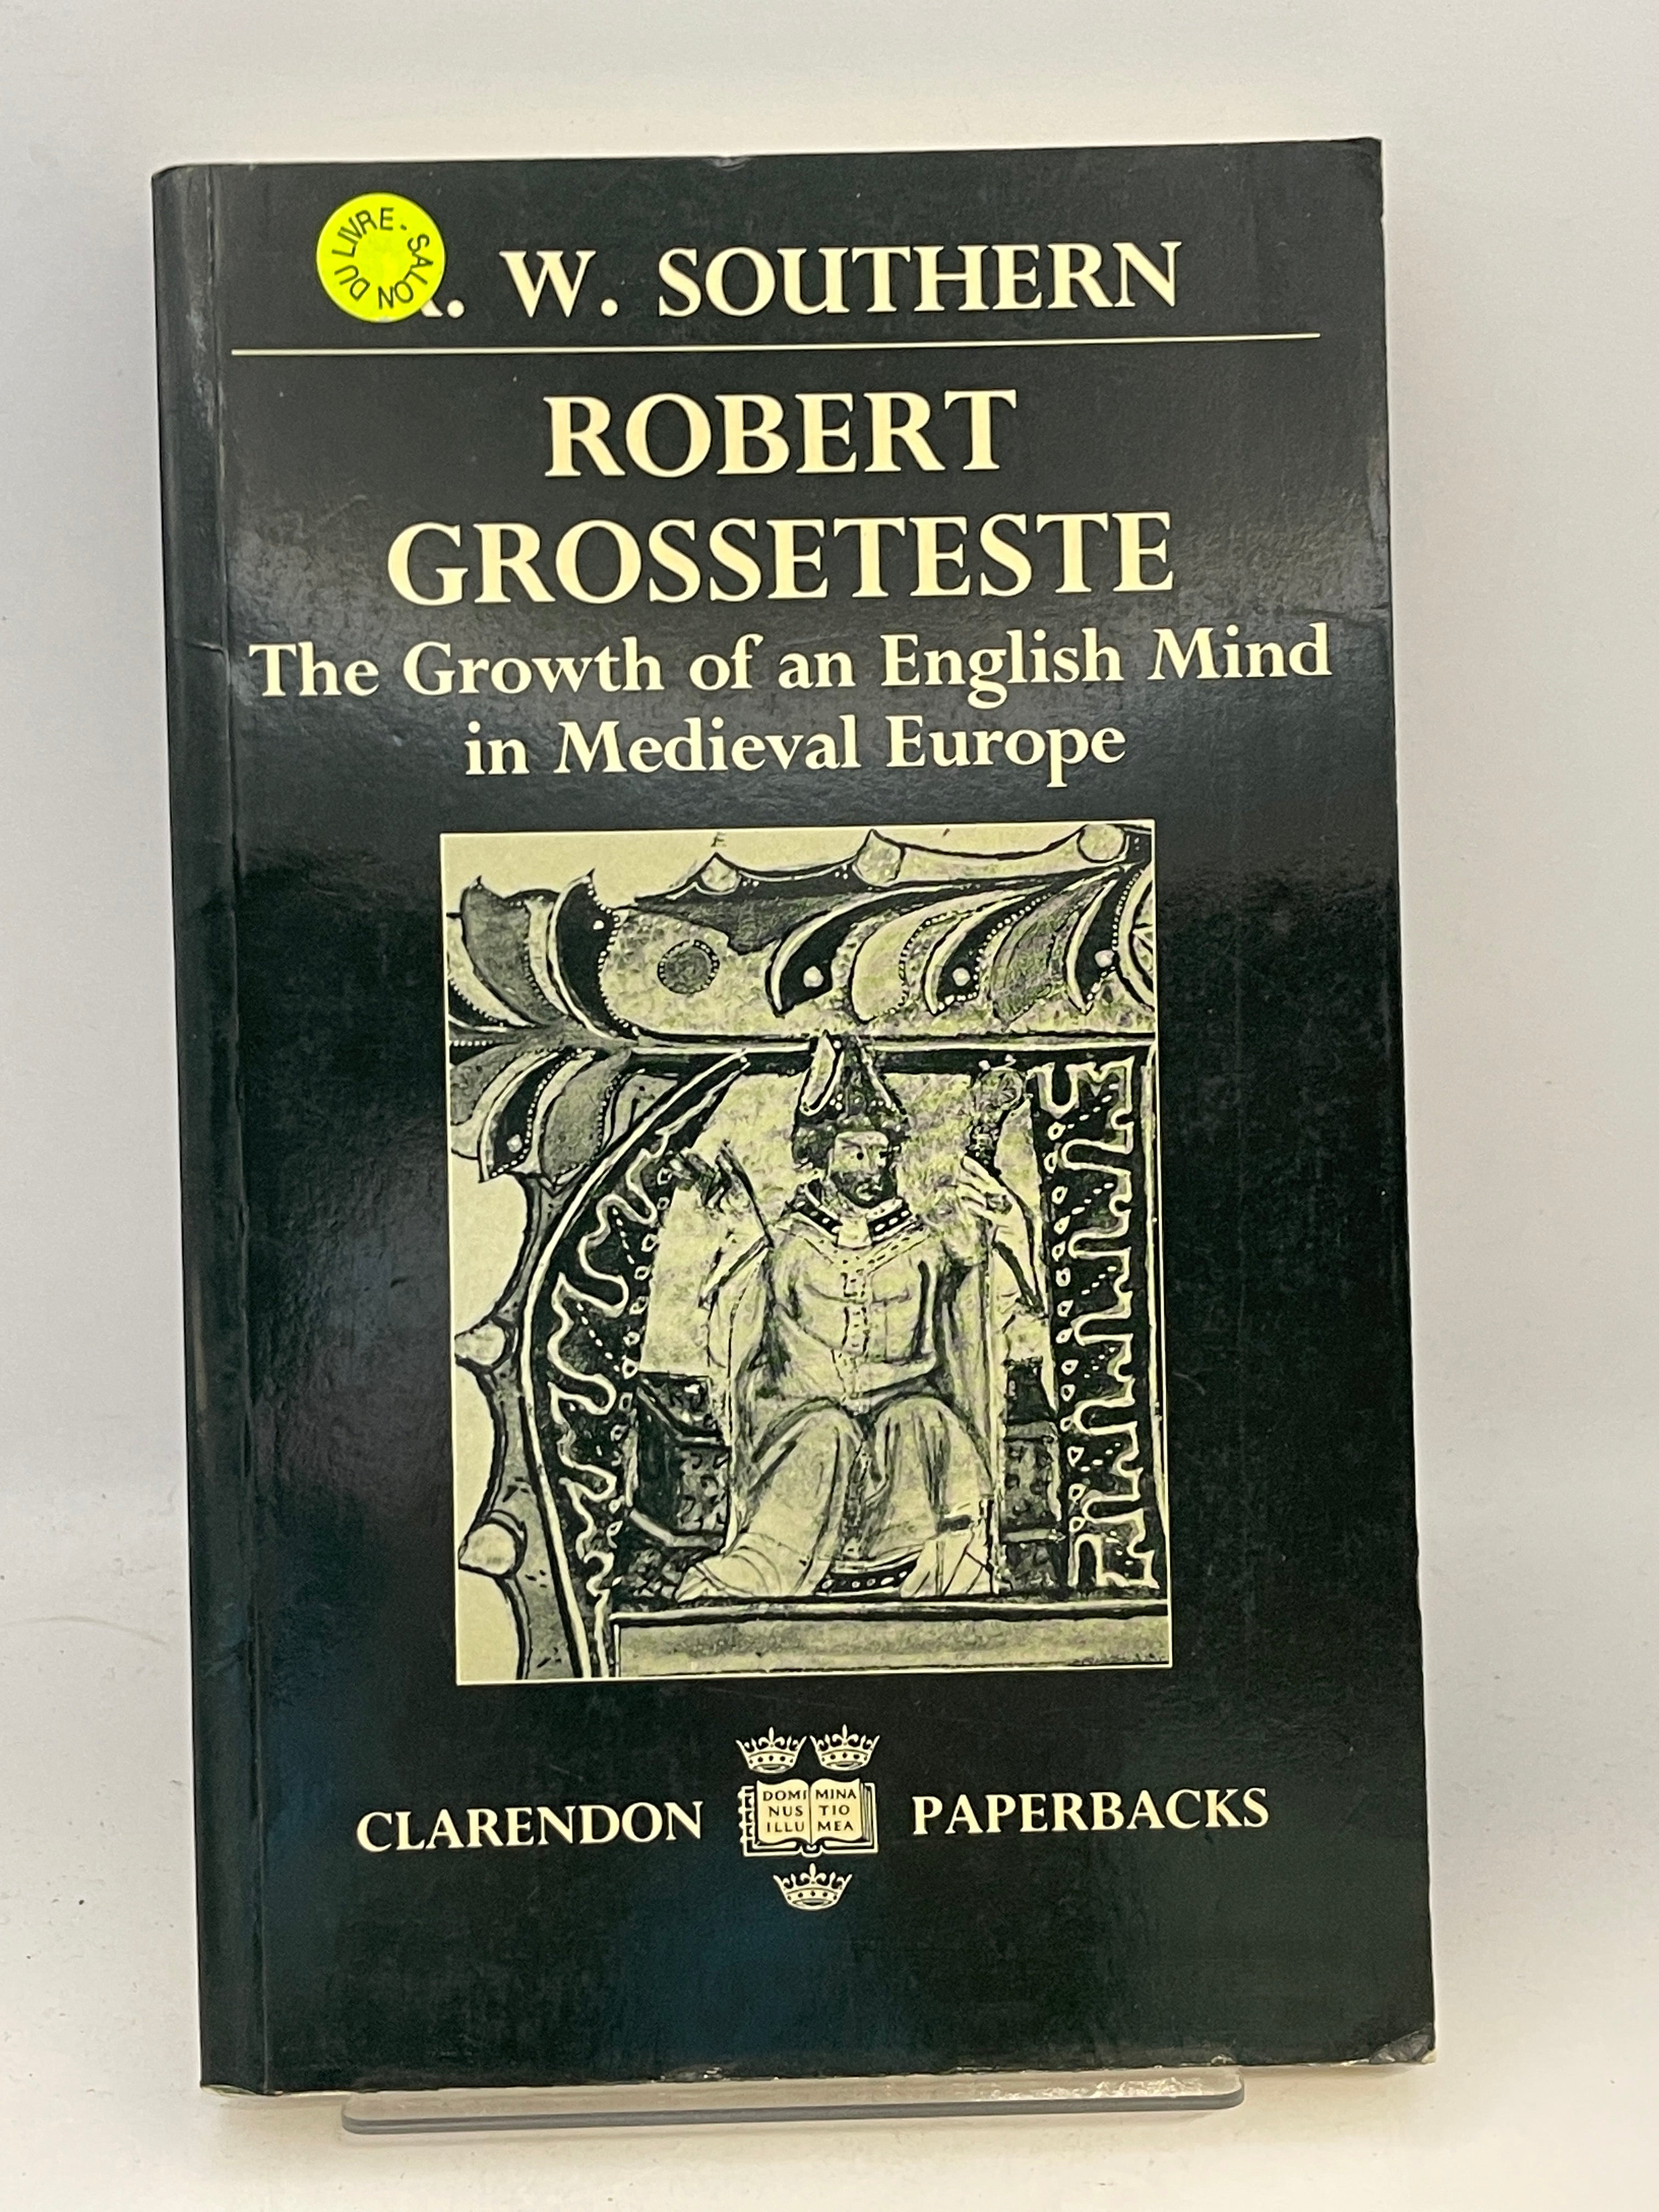 DU LIVRE - SALON
. W. SOUTHERN
ROBERT
GROSSETESTE
The Growth of an English Mind
in Medieval Europe
CLARENDON PAPERBACKS
DOMI MINA
NUS TIO
ILLU MEA